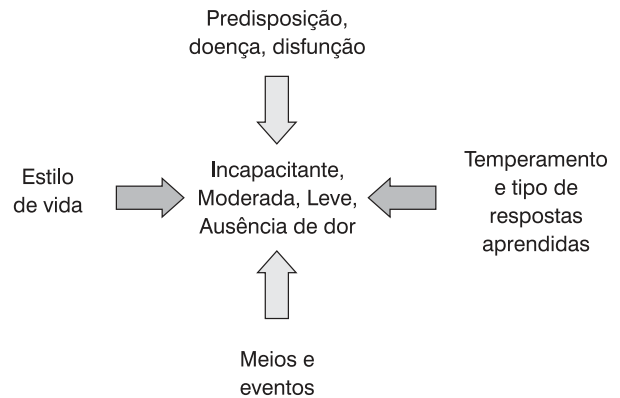 Predisposição,
doença, disfunção
Estilo
de vida
Incapacitante,
Moderada, Leve,
Ausência de dor
Temperamento
e tipo de
respostas
aprendidas
Meios e
eventos